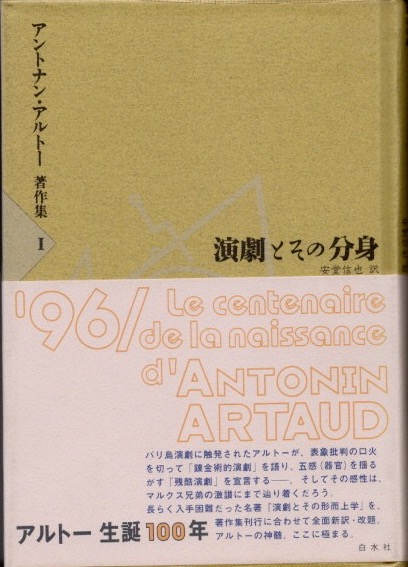 アントナン・アルトー 著作集
I
演劇とその分身
安堂信也 訳
'96/ Le centenaire
de la naissance
d'ANTONIN
ARTAUD
バリ島演劇に触発されたアルトーが、表象批判の口火
を切って「錬金術的演劇」を語り、五感(器官)を揺る
がす「残酷演劇」を宣言する――。そしてその感性は、
マルクス兄弟の激讃にまで辿り着くだろう。
長らく入手困難だった名著『演劇とその形而上学』を、
著作集刊行に合わせて全面新訳・改題。
アルトーの神髄、ここに極まる。
アルトー 生誕100年
白水社